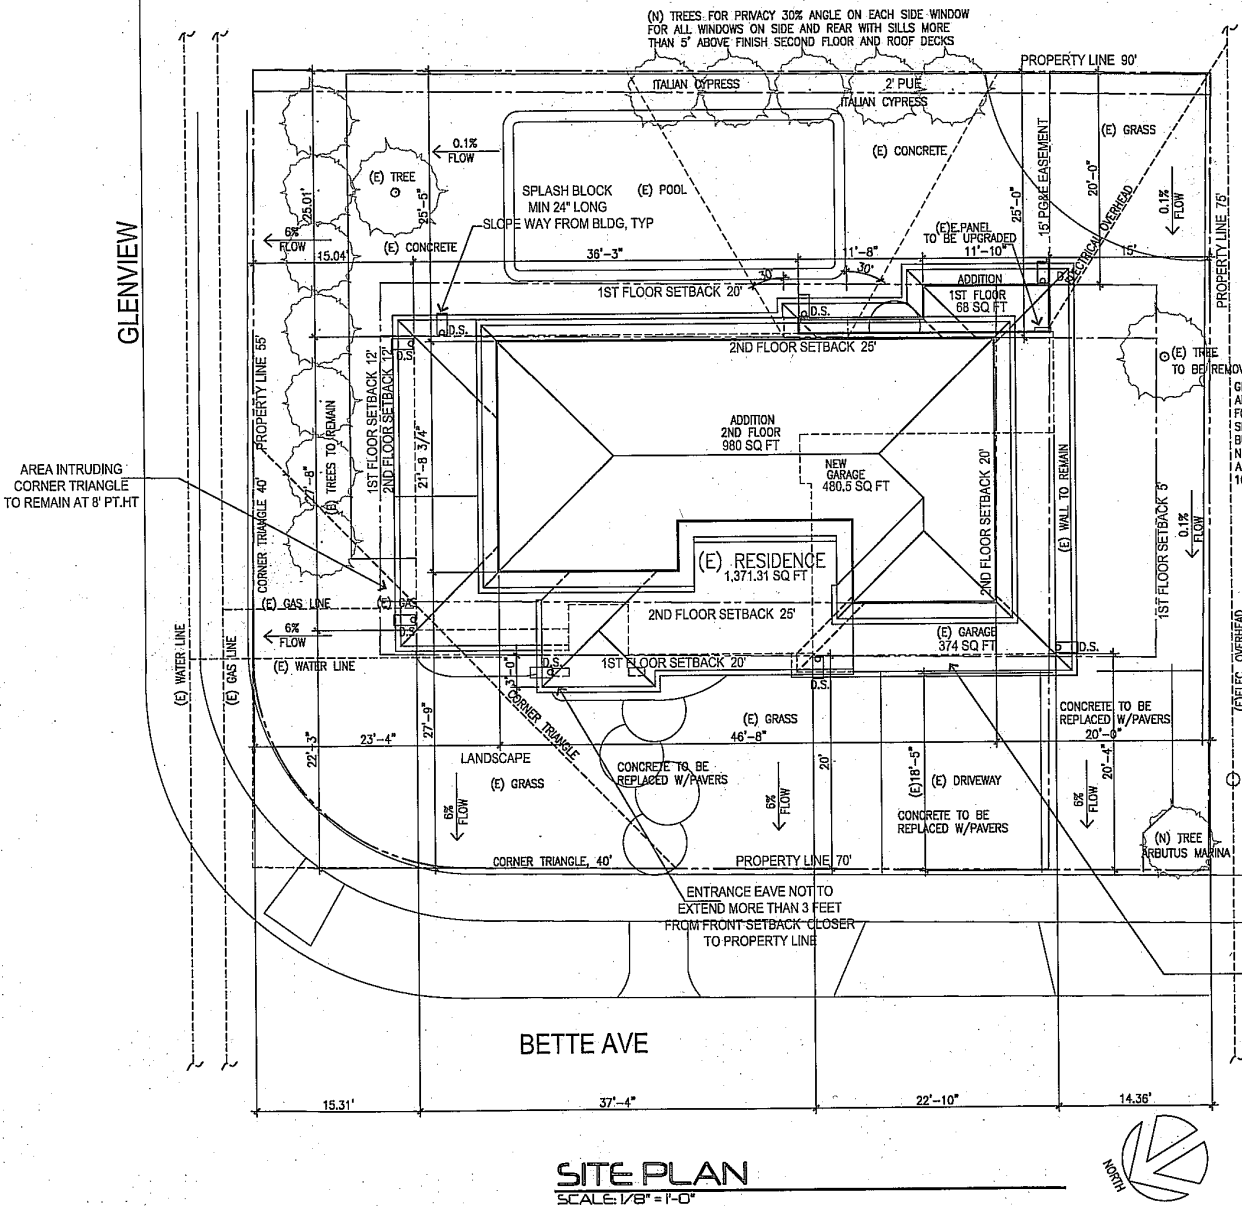 (N) TREES FOR PRIVACY 30% ANGLE ON EACH SIDE WINDOW
FOR ALL WINDOWS ON SIDE AND REAR WITH SILLS MORE
THAN 5' ABOVE FINISH SECOND FLOOR AND ROOF DECKS
PROPERTY LINE 90'
ITALIAN CYPRESS
2' PUE
ITALIAN CYPRESS
(E) GRASS
(E) CONCRETE
15' PG&E EASEMENT
20'-0"
25'-0"
ELECTRICAL OVERHEAD
0.1%
FLOW
PROPERTY LINE 75'
0.1%
FLOW
(E) TREE
25.01'
25'-5"
SPLASH BLOCK
MIN 24" LONG
SLOPE WAY FROM BLDG, TYP
(E) POOL
6%
FLOW
15.04'
(E) CONCRETE
36'-3"
11'-8"
(E)E.PANEL
TO BE UPGRADED
11'-10"
15'
GLENVIEW
30'
30'
1ST FLOOR SETBACK 20'
ADDITION
1ST FLOOR
68 SQ FT
D.S.
D.S.
D.S.
2ND FLOOR SETBACK 25'
(E) TREE
TO BE REMOV
PROPERTY LINE 55'
1ST FLOOR SETBACK 12'
2ND FLOOR SETBACK 12'
21'-8 3/4"
(E) TREES TO REMAIN
ADDITION
2ND FLOOR
980 SQ FT
NEW
GARAGE
480.5 SQ FT
2ND FLOOR SETBACK 20'
(E) WALL TO REMAIN
1ST FLOOR SETBACK 5'
0.1%
FLOW
AREA INTRUDING
CORNER TRIANGLE
TO REMAIN AT 8' PT.HT
CORNER TRIANGLE 40'
(E) RESIDENCE
1,371.31 SQ FT
(E) GAS LINE
(E) GAS
2ND FLOOR SETBACK 25'
6%
FLOW
D.S.
(E) GARAGE
374 SQ FT
D.S.
(E) WATER LINE
(E) GAS LINE
(E) WATER LINE
D.S.
1ST FLOOR SETBACK 20'
3'-0"
D.S.
(E)ELEC OVERHEAD
CORNER TRIANGLE
27'-9"
22'-3"
23'-4"
(E) GRASS
46'-8"
CONCRETE TO BE
REPLACED W/PAVERS
20'-0"
20'-4"
LANDSCAPE
(E) GRASS
CONCRETE TO BE
REPLACED W/PAVERS
20'
(E)18'-5"
(E) DRIVEWAY
6%
FLOW
6%
FLOW
6%
FLOW
CONCRETE TO BE
REPLACED W/PAVERS
(N) TREE
ARBUTUS MARINA
CORNER TRIANGLE, 40'
PROPERTY LINE 70'
ENTRANCE EAVE NOT TO
EXTEND MORE THAN 3 FEET
FROM FRONT SETBACK CLOSER
TO PROPERTY LINE
BETTE AVE
15.31'
37'-4"
22'-10"
14.36'
NORTH
SITE PLAN
SCALE: 1/8" = 1'-0"